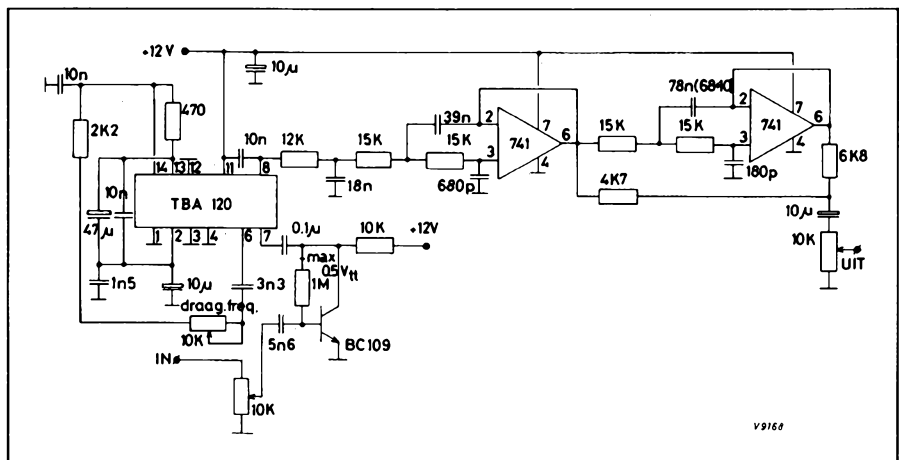 +12V
10µ
10n
470
2K2
78n(6840
2
7
6
741
3
4
39n
2
7
6
741
3
4
10n
12K
15K
15K
15K
15K
6K8
14
13
12
11
8
10n
18n
680p
180p
4K7
TBA 120
47µ
1
2
3
4
6
7
0.1µ
10K
+12V
10µ
max
0.5Vtt
10K
UIT
1n5
10µ
3n3
1M
draag.freq.
10K
5n6
BC109
IN
10K
V9168